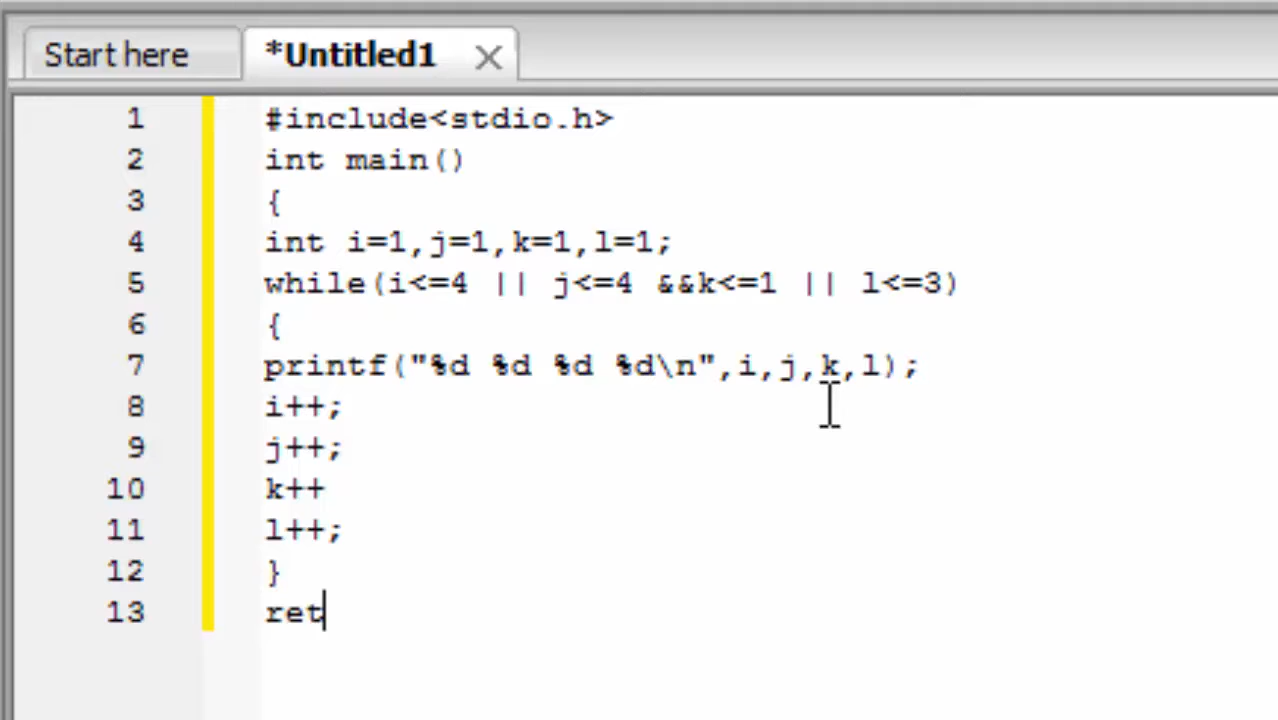 Start here *Untitled1
1 #include<stdio.h>
2 int main()
3 {
4 int i=1,j=1,k=1,l=1;
5 while(i<=4 || j<=4 &&k<=1 || l<=3)
6 {
7 printf("%d %d %d %d\n",i,j,k,l);
8 i++;
9 j++;
10 k++
11 l++;
12 }
13 ret